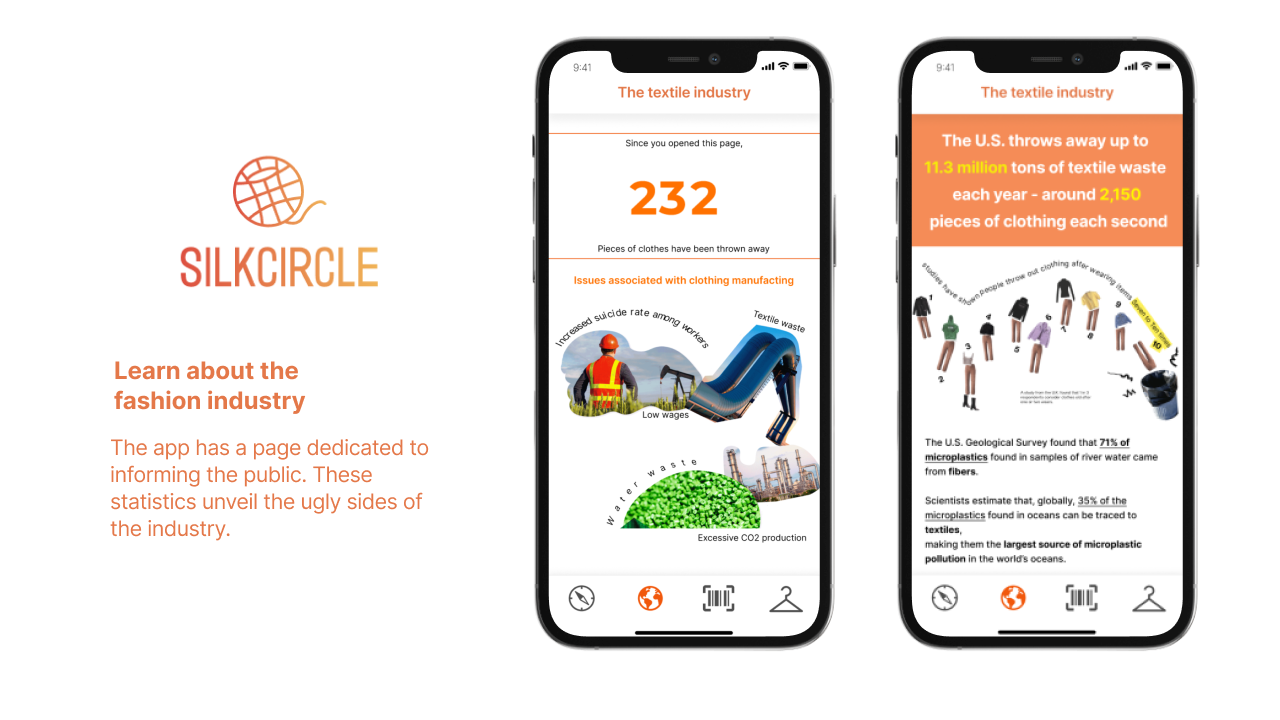 SILKCIRCLE
Learn about the
fashion industry
The app has a page dedicated to
informing the public. These
statistics unveil the ugly sides of
the industry.
9:41
The textile industry
Since you opened this page,
232
Pieces of clothes have been thrown away
Issues associated with clothing manufacting
Increased suicide rate among workers
Textile waste
Low wages
Water waste
Excessive CO2 production
9:41
The textile industry
The U.S. throws away up to
11.3 million tons of textile waste
each year - around 2,150
pieces of clothing each second
studies have shown people throw out clothing after wearing items Seven to Ten times
1
2
3
4
5
6
7
8
9
10
The U.S. Geological Survey found that 71% of
microplastics found in samples of river water came
from fibers.
Scientists estimate that, globally, 35% of the
microplastics found in oceans can be traced to
textiles,
making them the largest source of microplastic
pollution in the world's oceans.